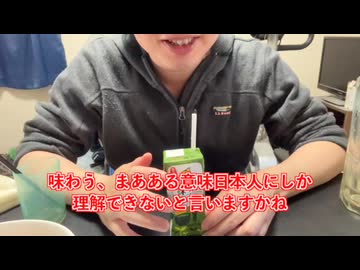 味わう、まあある意味日本人にしか
理解できないと言いますかね